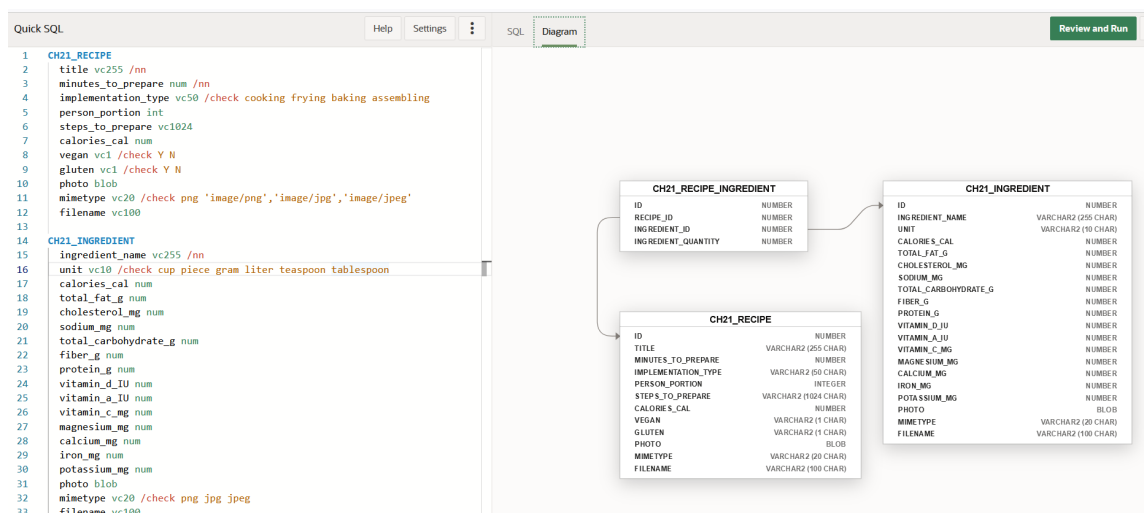 Quick SQL
Help
Settings
SQL
Diagram
Review and Run
1 CH21_RECIPE
2 title vc255 /nn
3 minutes_to_prepare num /nn
4 implementation_type vc50 /check cooking frying baking assembling
5 person_portion int
6 steps_to_prepare vc1024
7 calories_cal num
8 vegan vc1 /check Y N
9 gluten vc1 /check Y N
10 photo blob
11 mimetype vc20 /check png 'image/png','image/jpg','image/jpeg'
12 filename vc100
13
14 CH21_INGREDIENT
15 ingredient_name vc255 /nn
16 unit vc10 /check cup piece gram liter teaspoon tablespoon
17 calories_cal num
18 total_fat_g num
19 cholesterol_mg num
20 sodium_mg num
21 total_carbohydrate_g num
22 fiber_g num
23 protein_g num
24 vitamin_d_IU num
25 vitamin_a_IU num
26 vitamin_c_mg num
27 magnesium_mg num
28 calcium_mg num
29 iron_mg num
30 potassium_mg num
31 photo blob
32 mimetype vc20 /check png jpg jpeg
33 filename vc100
CH21_RECIPE_INGREDIENT
ID NUMBER
RECIPE_ID NUMBER
INGREDIENT_ID NUMBER
INGREDIENT_QUANTITY NUMBER
CH21_RECIPE
ID NUMBER
TITLE VARCHAR2 (255 CHAR)
MINUTES_TO_PREPARE NUMBER
IMPLEMENTATION_TYPE VARCHAR2 (50 CHAR)
PERSON_PORTION INTEGER
STEPS_TO_PREPARE VARCHAR2 (1024 CHAR)
CALORIES_CAL NUMBER
VEGAN VARCHAR2 (1 CHAR)
GLUTEN VARCHAR2 (1 CHAR)
PHOTO BLOB
MIMETYPE VARCHAR2 (20 CHAR)
FILENAME VARCHAR2 (100 CHAR)
CH21_INGREDIENT
ID NUMBER
INGREDIENT_NAME VARCHAR2 (255 CHAR)
UNIT VARCHAR2 (10 CHAR)
CALORIES_CAL NUMBER
TOTAL_FAT_G NUMBER
CHOLESTEROL_MG NUMBER
SODIUM_MG NUMBER
TOTAL_CARBOHYDRATE_G NUMBER
FIBER_G NUMBER
PROTEIN_G NUMBER
VITAMIN_D_IU NUMBER
VITAMIN_A_IU NUMBER
VITAMIN_C_MG NUMBER
MAGNESIUM_MG NUMBER
CALCIUM_MG NUMBER
IRON_MG NUMBER
POTASSIUM_MG NUMBER
PHOTO BLOB
MIMETYPE VARCHAR2 (20 CHAR)
FILENAME VARCHAR2 (100 CHAR)